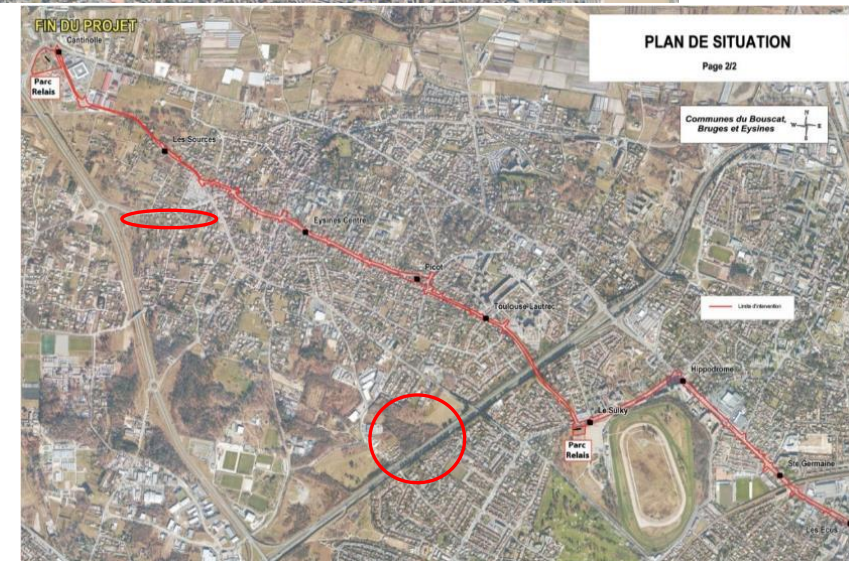 FIN DU PROJET
Cantinolle
Parc
Relais
PLAN DE SITUATION
Page 2/2
Communes du Bouscat,
Bruges et Eysines
N
W
E
S
Les Sources
Eysines Centre
Picot
Toulouse-Lautrec
Limite d'intervention
Hippodrome
Le Sulky
Parc
Relais
Ste Germaine
Les Ecus